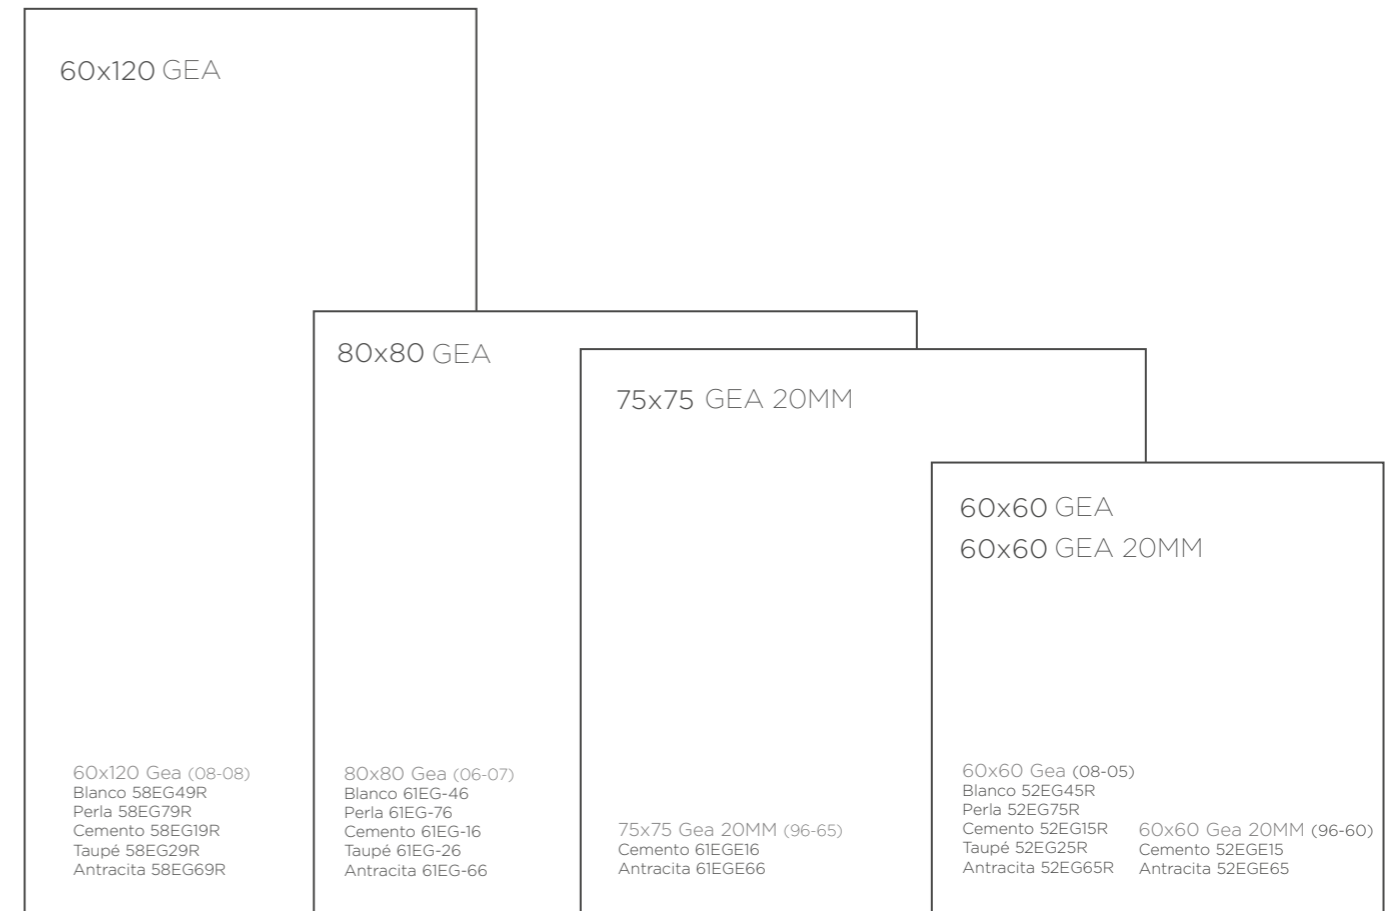 60x120 GEA
80x80 GEA
75x75 GEA 20MM
60x60 GEA
60x60 GEA 20MM
60x120 Gea (08-08)
Blanco 58EG49R
Perla 58EG79R
Cemento 58EG19R
Taupé 58EG29R
Antracita 58EG69R
80x80 Gea (06-07)
Blanco 61EG-46
Perla 61EG-76
Cemento 61EG-16
Taupé 61EG-26
Antracita 61EG-66
75x75 Gea 20MM (96-65)
Cemento 61EGE16
Antracita 61EGE66
60x60 Gea (08-05)
Blanco 52EG45R
Perla 52EG75R
Cemento 52EG15R
Taupé 52EG25R
Antracita 52EG65R
60x60 Gea 20MM (96-60)
Cemento 52EGE15
Antracita 52EGE65